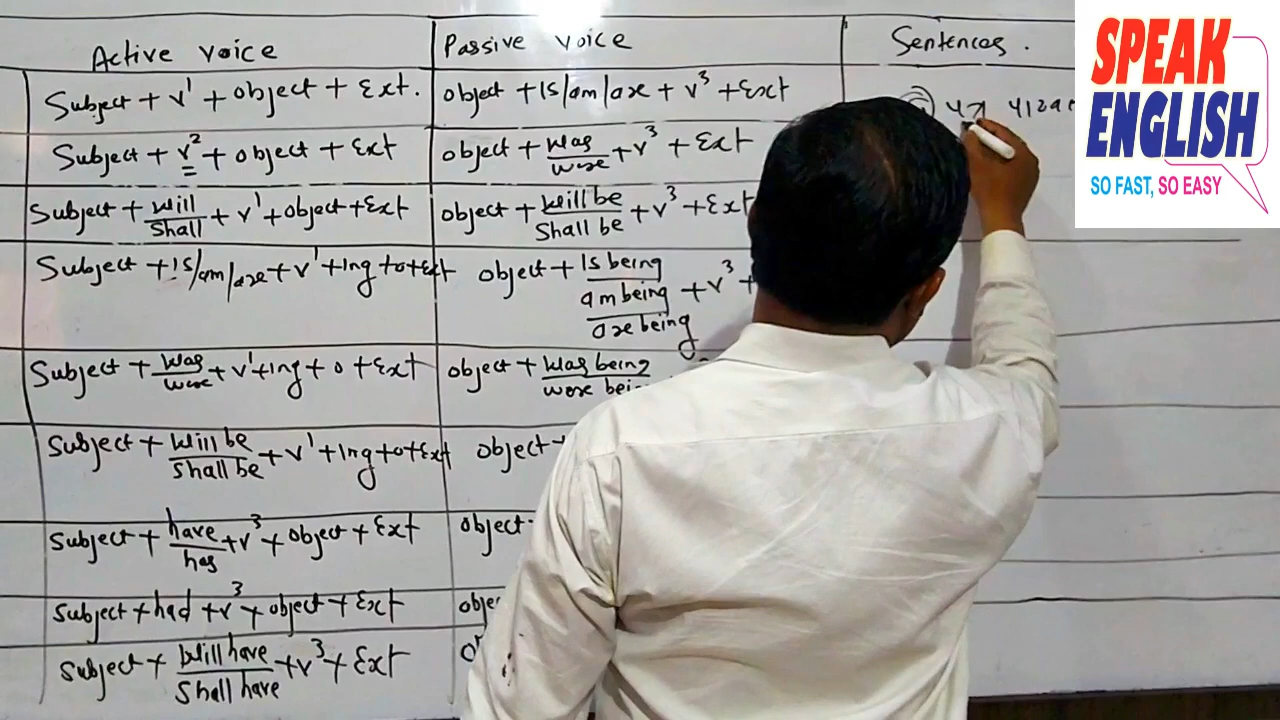 Active voice
Passive voice
Sentences.
Subject + v¹ + object + Ext.
object + is/am/are + v³ + Ext
Subject + v² + object + Ext
object + was/were + v³ + Ext
Subject + will/shall + v¹ + object + Ext
object + will be/shall be + v³ + Ext
Subject + is/am/are + v¹ + ing + o + Ext
object + is being/am being/are being + v³ +
Subject + was/were + v¹ + ing + o + Ext
object + was being/were bein
Subject + will be/shall be + v¹ + ing + o + Ext
object +
Subject + have/has + v³ + object + Ext
object
Subject + had + v³ + object + Ext
objec
Subject + will have/shall have + v³ + Ext
SPEAK
ENGLISH
SO FAST, SO EASY